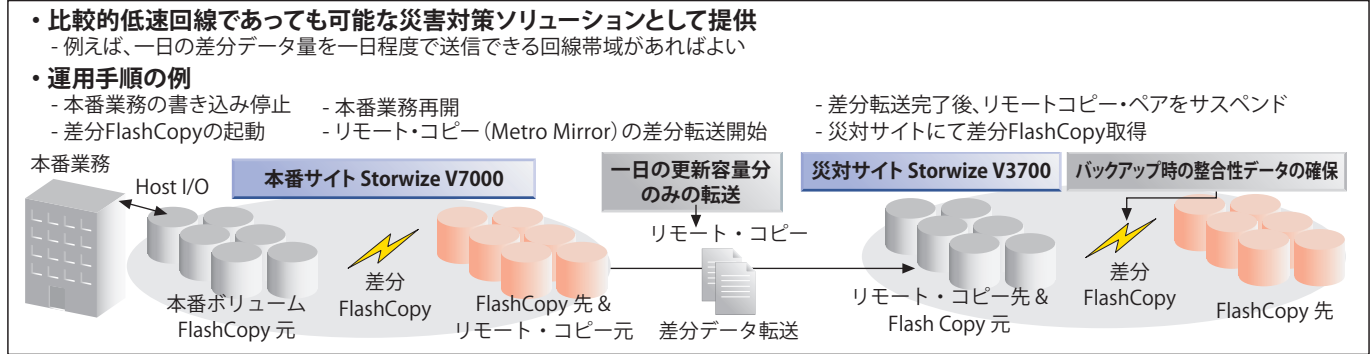 ・比較的低速回線であっても可能な災害対策ソリューションとして提供
- 例えば、一日の差分データ量を一日程度で送信できる回線帯域があればよい
・運用手順の例
- 本番業務の書き込み停止
- 差分FlashCopyの起動
- 本番業務再開
- リモート・コピー（Metro Mirror）の差分転送開始
- 差分転送完了後、リモートコピー・ペアをサスペンド
- 災対サイトにて差分FlashCopy取得
本番業務
Host I/O
本番サイト Storwize V7000
一日の更新容量分
のみの転送
災対サイト Storwize V3700
バックアップ時の整合性データの確保
リモート・コピー
本番ボリューム
FlashCopy 元
差分
FlashCopy
FlashCopy 先 &
リモート・コピー元
差分データ転送
リモート・コピー先 &
Flash Copy 元
差分
FlashCopy
FlashCopy 先